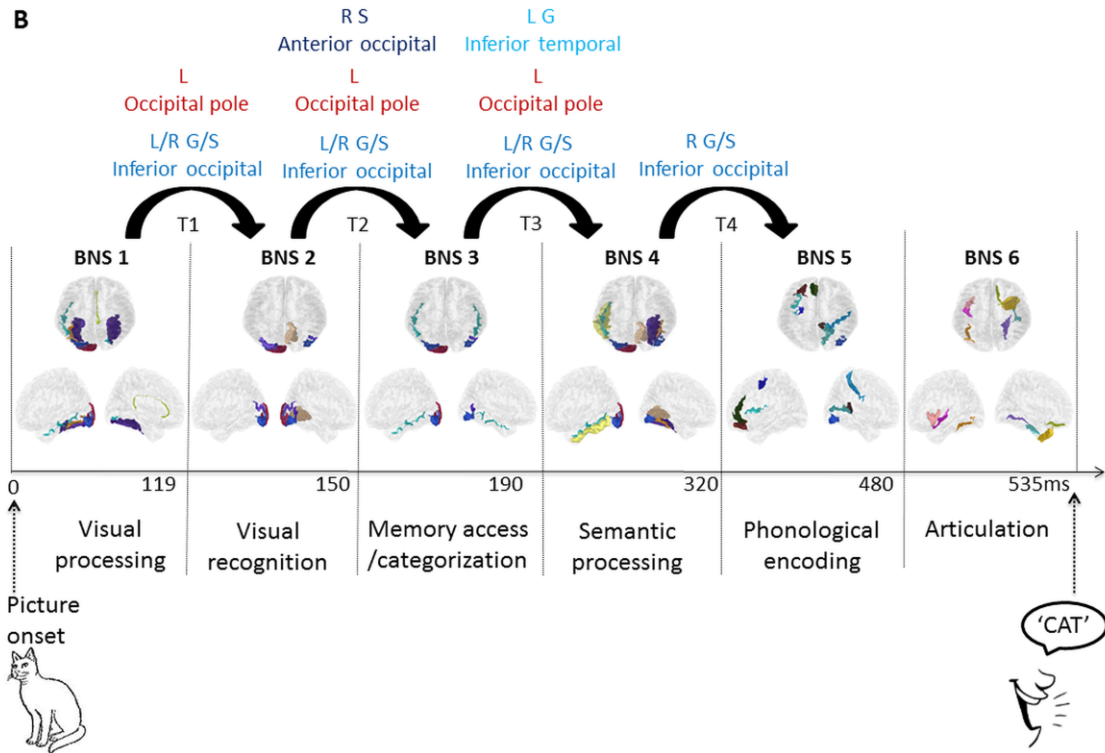 B
R S
Anterior occipital
L G
Inferior temporal
L
Occipital pole
L
Occipital pole
L
Occipital pole
L/R G/S
Inferior occipital
L/R G/S
Inferior occipital
L/R G/S
Inferior occipital
R G/S
Inferior occipital
T1
T2
T3
T4
BNS 1
BNS 2
BNS 3
BNS 4
BNS 5
BNS 6
0
119
150
190
320
480
535ms
Visual
processing
Visual
recognition
Memory access
/categorization
Semantic
processing
Phonological
encoding
Articulation
Picture
onset
'CAT'